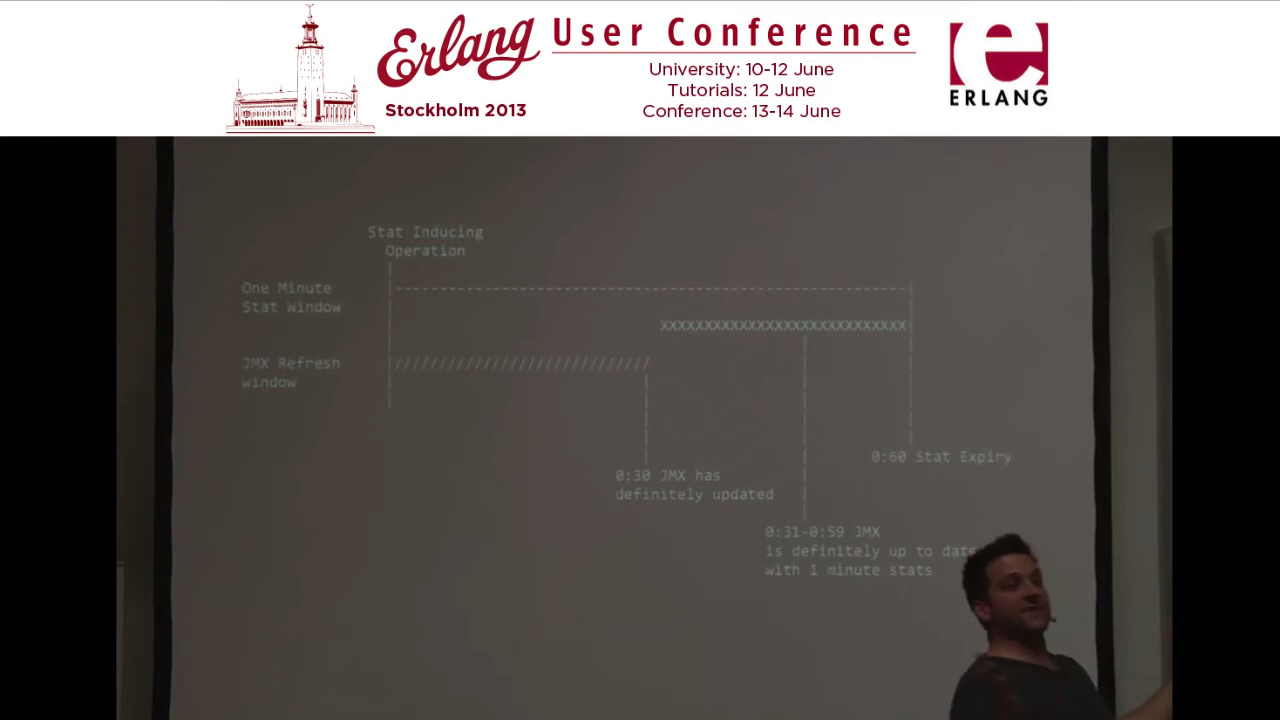 Erlang
User Conference
Stockholm 2013
University: 10-12 June
Tutorials: 12 June
Conference: 13-14 June
e
ERLANG
Stat Inducing
Operation
One Minute
Stat Window
|-----------------------------------------------------------|
XXXXXXXXXXXXXXXXXXXXXXXXXXXX
JMX Refresh
window
/////////////////////////////
0:60 Stat Expiry
0:30 JMX has
definitely updated
0:31-0:59 JMX
is definitely up to date
with 1 minute stats